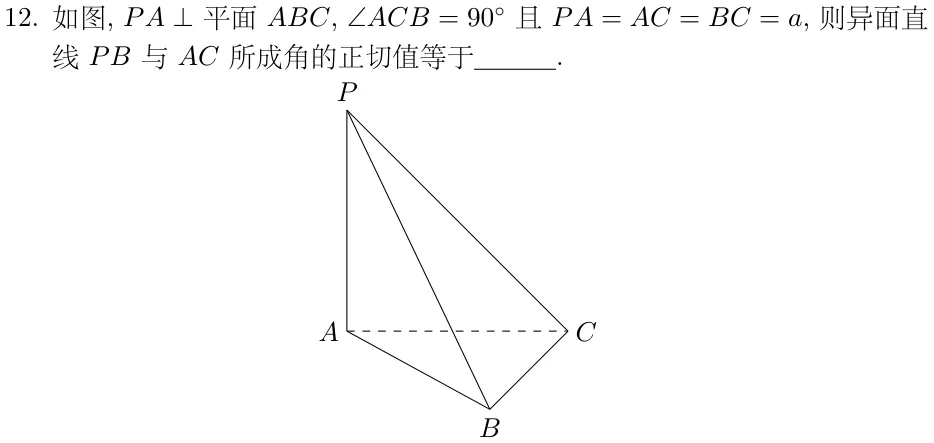 12. 如图, PA ⊥ 平面 ABC, ∠ACB = 90° 且 PA = AC = BC = a, 则异面直
线 PB 与 AC 所成角的正切值等于______.
P
A
C
B